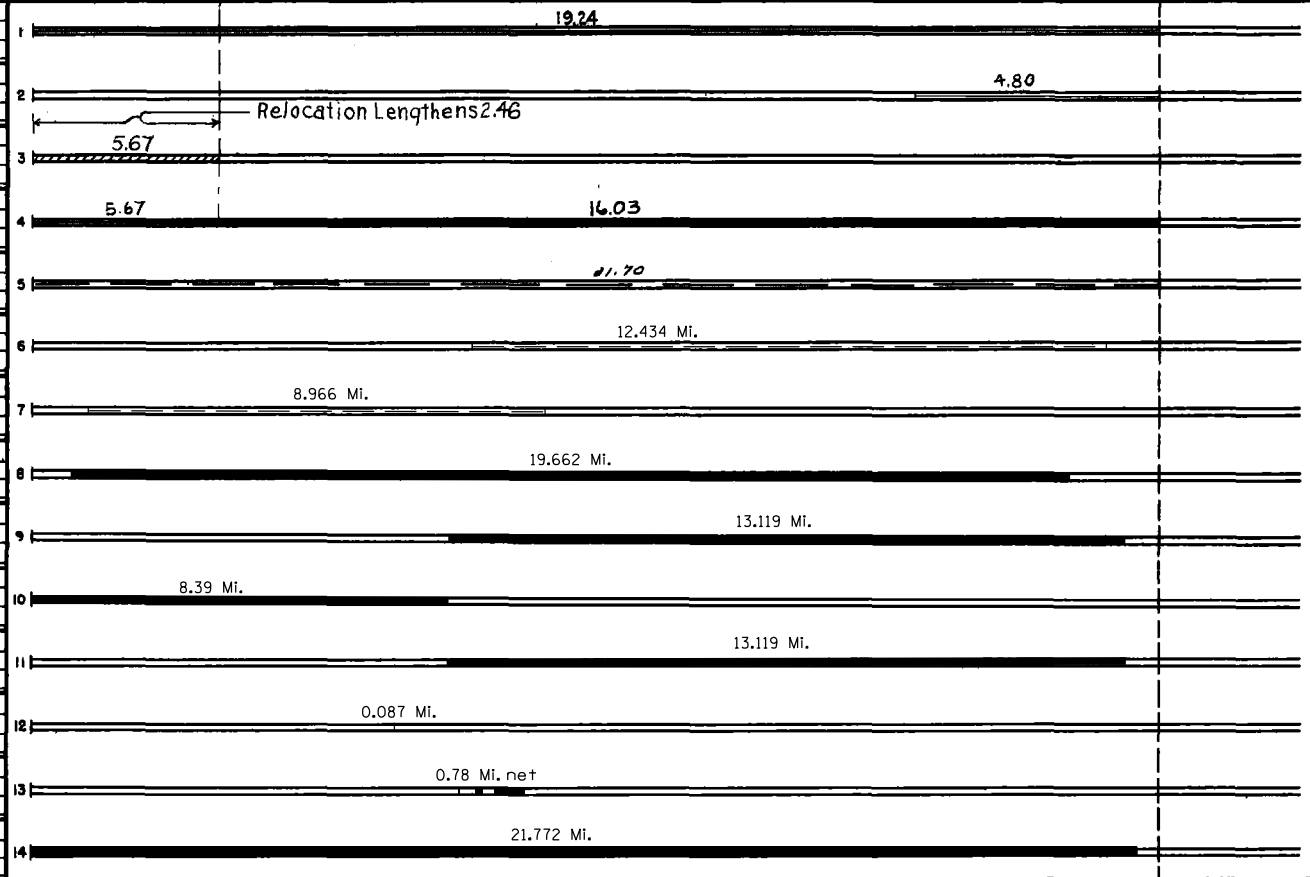 1 19.24
2 4.80
Relocation Lengthens 2.46
3 5.67
4 5.67 16.03
5 21.70
6 12.434 Mi.
7 8.966 Mi.
8 19.662 Mi.
9 13.119 Mi.
10 8.39 Mi.
11 13.119 Mi.
12 0.087 Mi.
13 0.78 Mi. net
14 21.772 Mi.